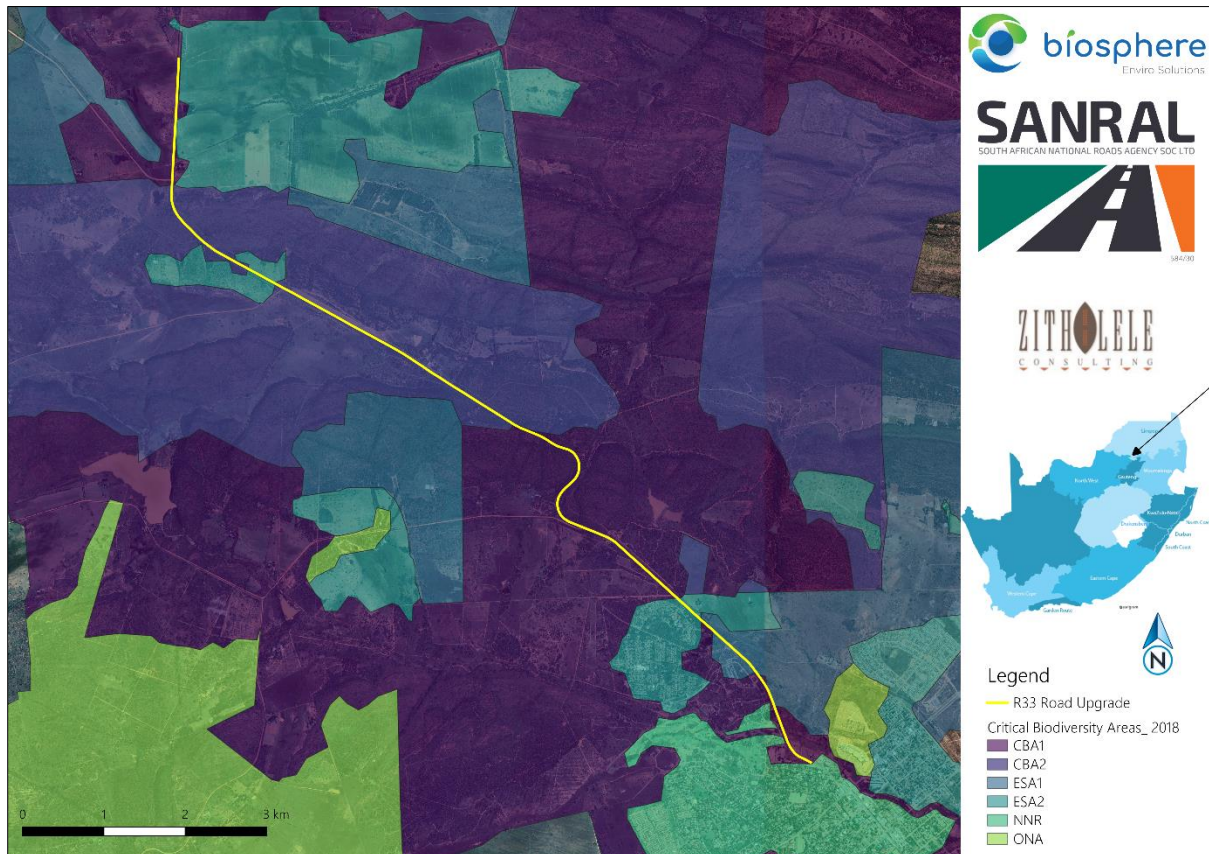 biosphere
Enviro Solutions
SANRAL
SOUTH AFRICAN NATIONAL ROADS AGENCY SOC LTD
ZITHOLELE
CONSULTING
Limpopo
North West
Gauteng
Mpumalanga
KwaZulu-Natal
Drakensberg
Durban
South Coast
Eastern Cape
Western Cape
Garden Route
N
Legend
R33 Road Upgrade
Critical Biodiversity Areas_ 2018
CBA1
CBA2
ESA1
ESA2
NNR
ONA
0 1 2 3 km